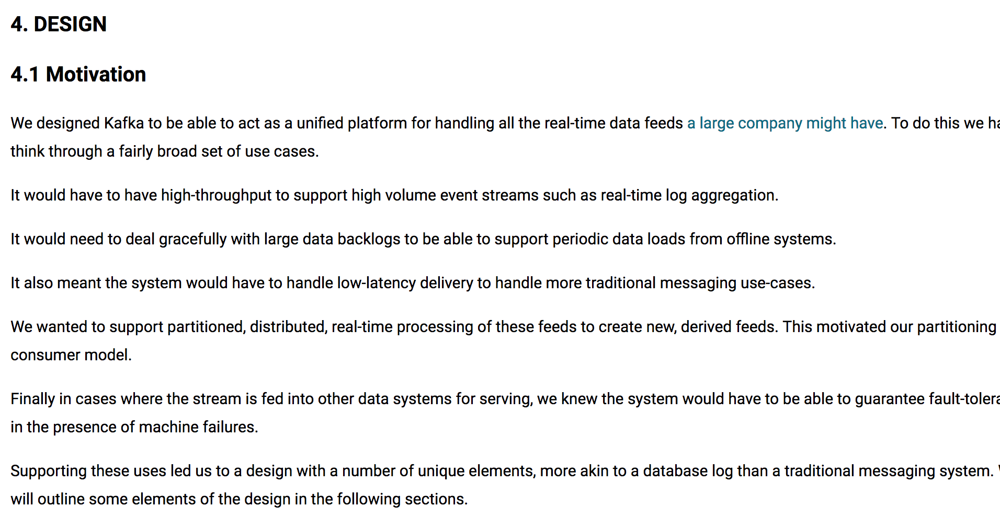 4. DESIGN
4.1 Motivation
We designed Kafka to be able to act as a unified platform for handling all the real-time data feeds a large company might have. To do this we
think through a fairly broad set of use cases.
It would have to have high-throughput to support high volume event streams such as real-time log aggregation.
It would need to deal gracefully with large data backlogs to be able to support periodic data loads from offline systems.
It also meant the system would have to handle low-latency delivery to handle more traditional messaging use-cases.
We wanted to support partitioned, distributed, real-time processing of these feeds to create new, derived feeds. This motivated our partitioning
consumer model.
Finally in cases where the stream is fed into other data systems for serving, we knew the system would have to be able to guarantee
in the presence of machine failures.
Supporting these uses led us to a design with a number of unique elements, more akin to a database log than a traditional messaging system.
will outline some elements of the design in the following sections.